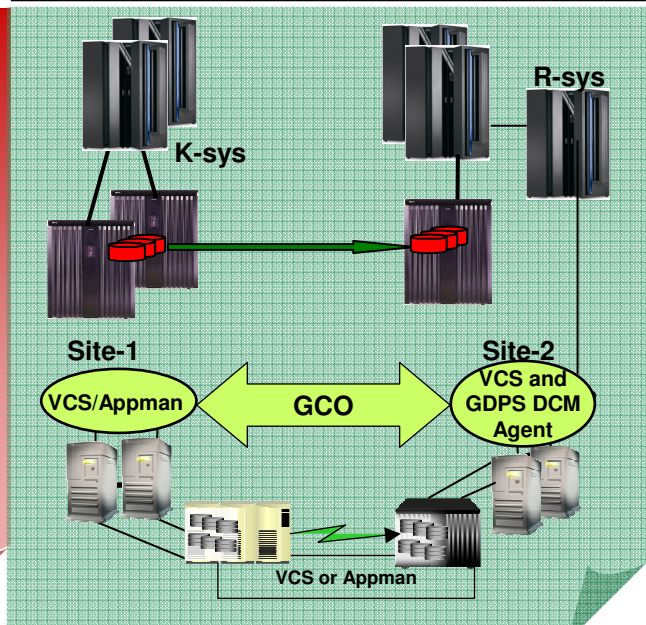 R-sys
K-sys
Site-1
Site-2
VCS/Appman
GCO
VCS and
GDPS DCM
Agent
VCS or Appman